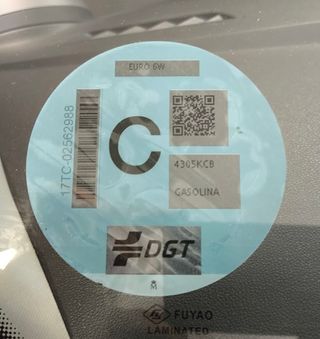 EURO 6W
17TC-02562988
C
4305KCB
GASOLINA
DGT
M
FUYAO
LAMINATED